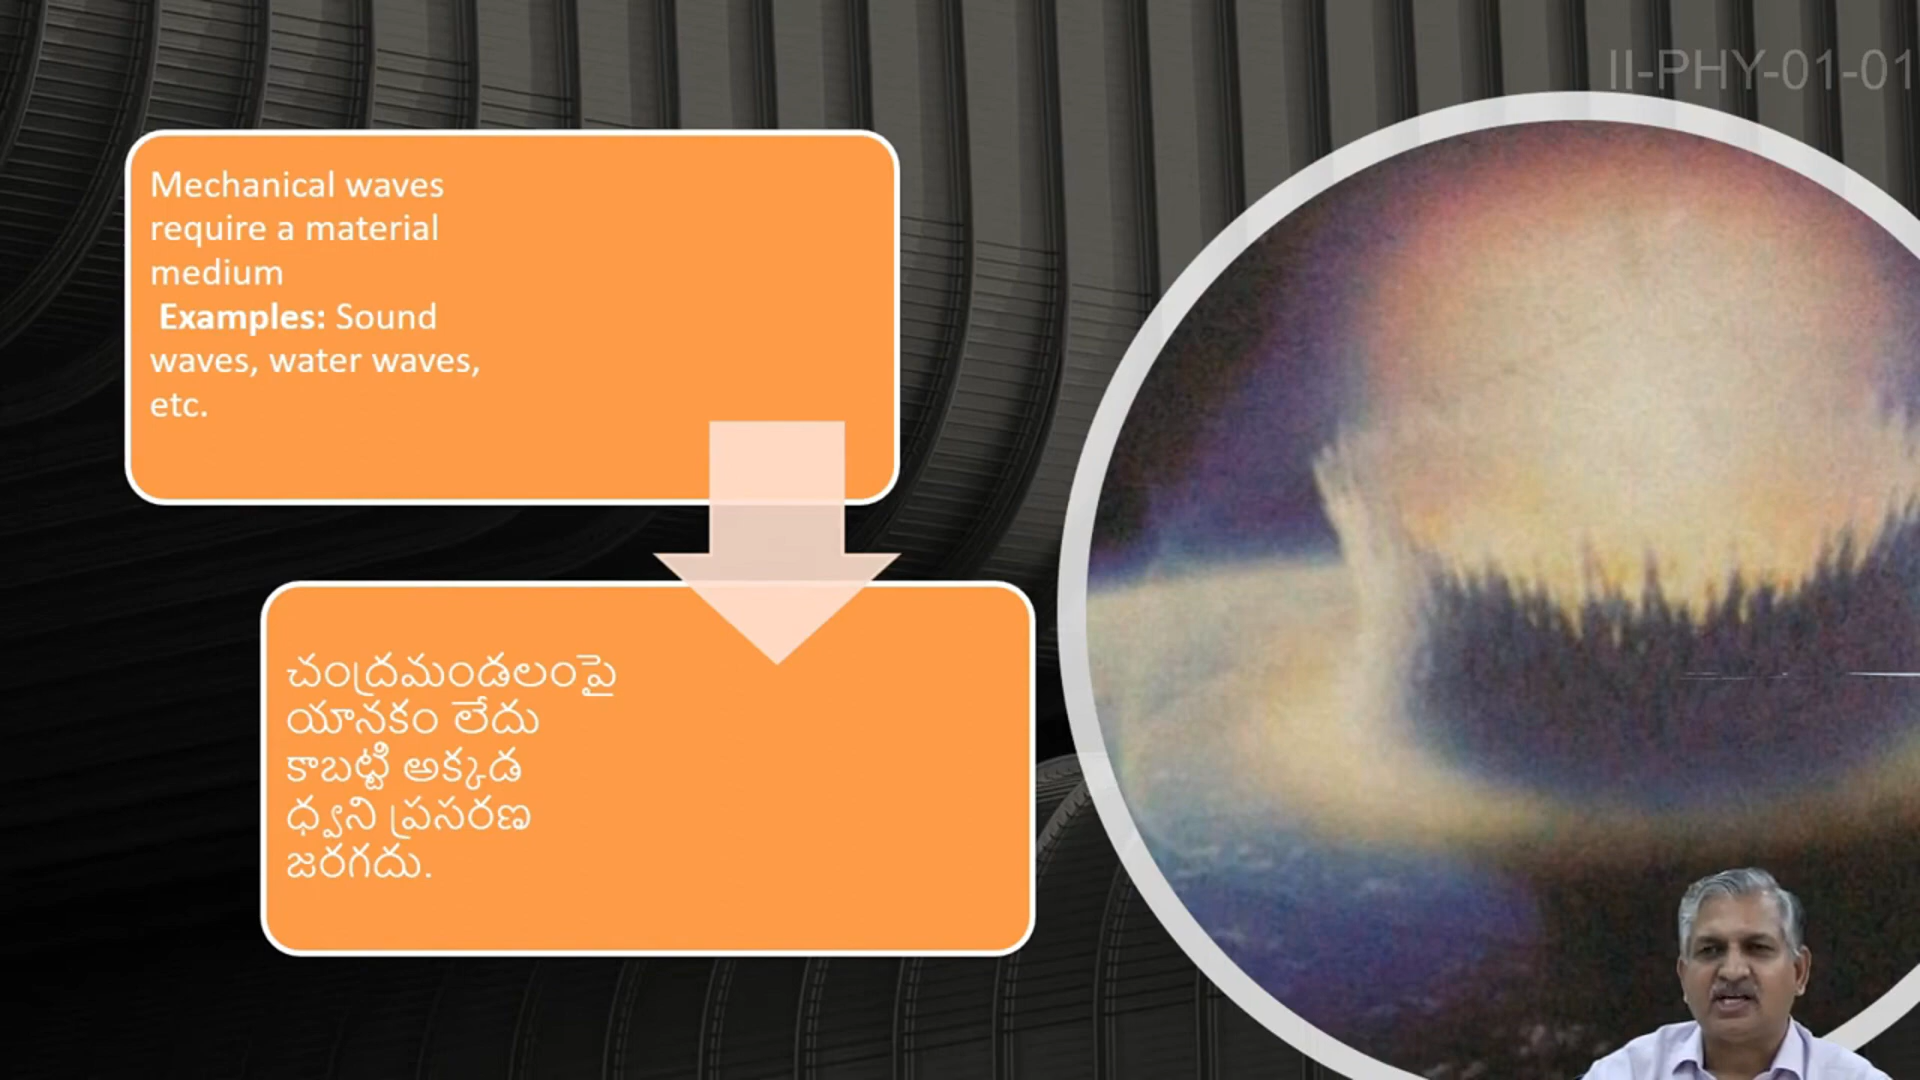 II-PHY-01-01
Mechanical waves
require a material
medium
Examples: Sound
waves, water waves,
etc.
చంద్రమండలంపై
యానకం లేదు
కాబట్టి అక్కడ
ధ్వని ప్రసరణ
జరగదు.